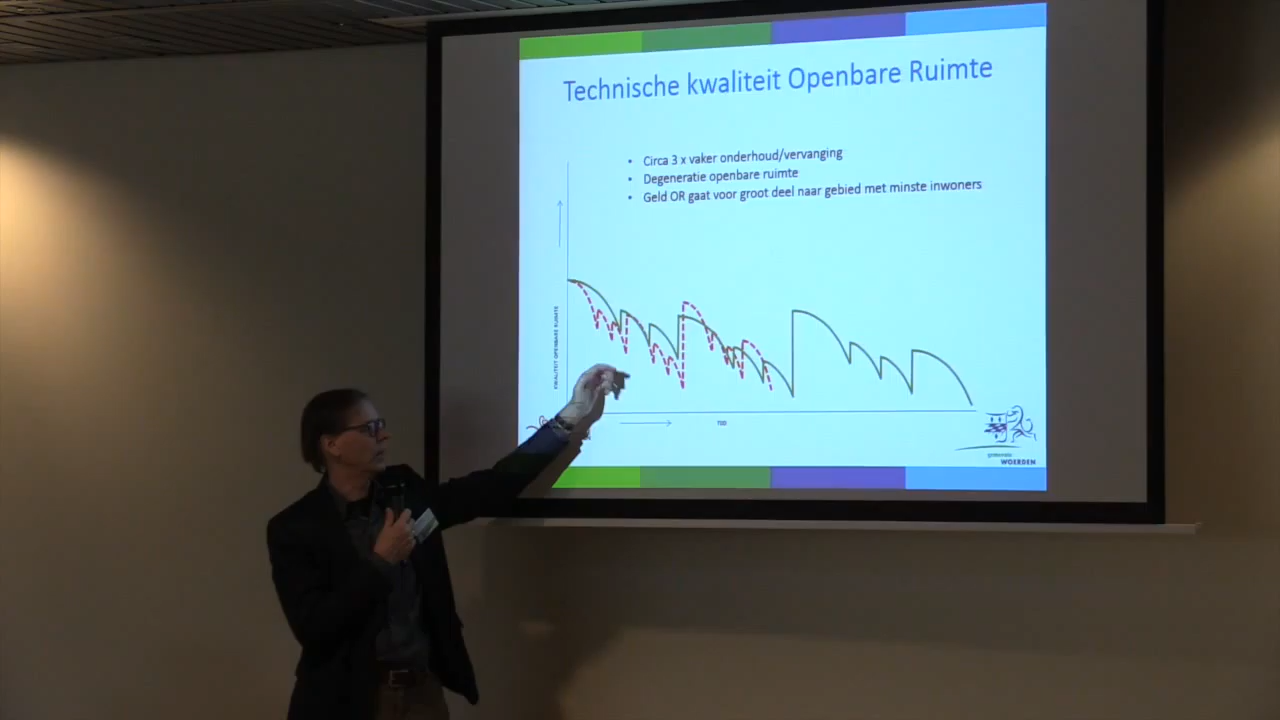 Technische kwaliteit Openbare Ruimte
• Circa 3 x vaker onderhoud/vervanging
• Degeneratie openbare ruimte
• Geld OR gaat voor groot deel naar gebied met minste inwoners
KWALITEIT OPENBARE RUIMTE
TIJD
gemeente
WOERDEN